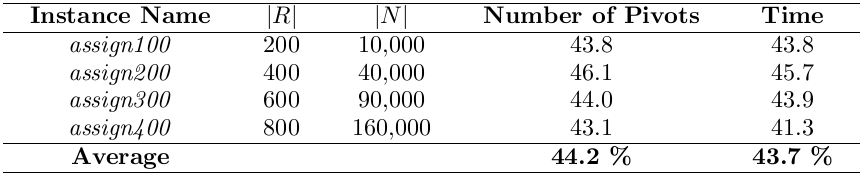 Instance Name |R| |N| Number of Pivots Time
assign100 200 10,000 43.8 43.8
assign200 400 40,000 46.1 45.7
assign300 600 90,000 44.0 43.9
assign400 800 160,000 43.1 41.3
Average 44.2 % 43.7 %